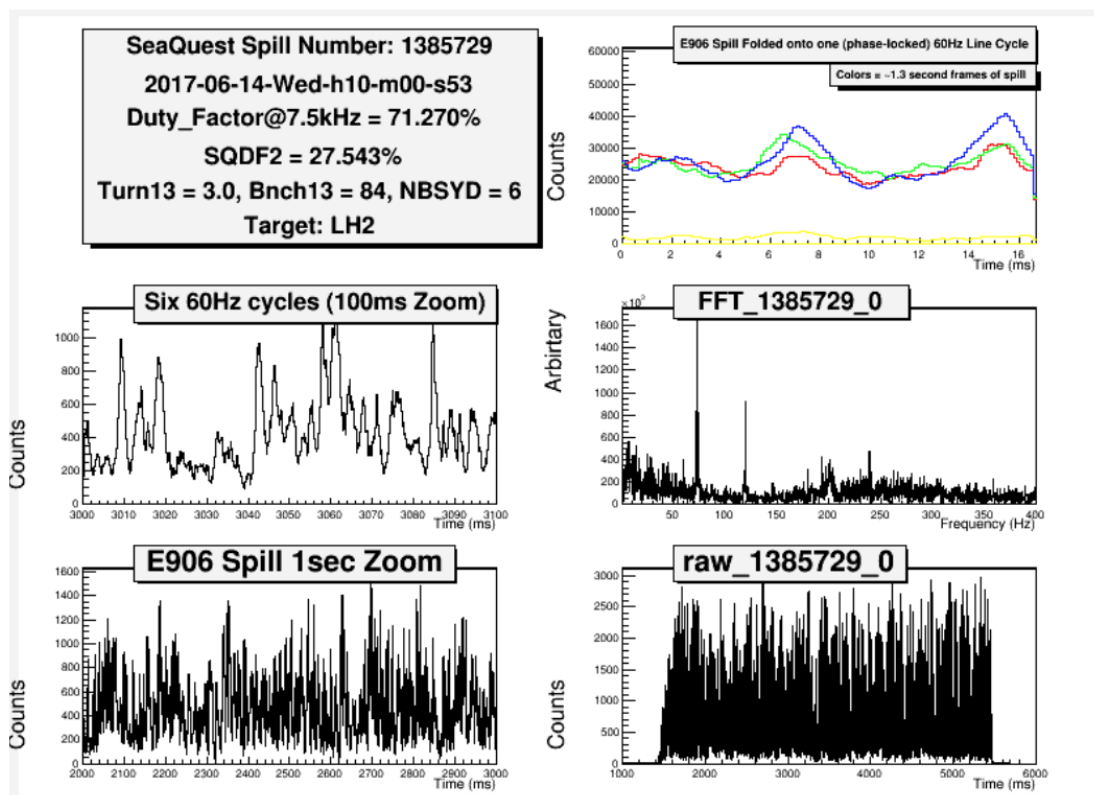 SeaQuest Spill Number: 1385729
2017-06-14-Wed-h10-m00-s53
Duty_Factor@7.5kHz = 71.270%
SQDF2 = 27.543%
Turn13 = 3.0, Bnch13 = 84, NBSYD = 6
Target: LH2
E906 Spill Folded onto one (phase-locked) 60Hz Line Cycle
Colors = ~1.3 second frames of spill
Counts
60000
50000
40000
30000
20000
10000
0
0 2 4 6 8 10 12 14 16
Time (ms)
Six 60Hz cycles (100ms Zoom)
Counts
1000
800
600
400
200
0
3000 3010 3020 3030 3040 3050 3060 3070 3080 3090 3100
Time (ms)
FFT_1385729_0
Arbirtary
×10³
1600
1400
1200
1000
800
600
400
200
0
50 100 150 200 250 300 350 400
Frequency (Hz)
E906 Spill 1sec Zoom
Counts
1600
1400
1200
1000
800
600
400
200
0
2000 2100 2200 2300 2400 2500 2600 2700 2800 2900 3000
Time (ms)
raw_1385729_0
Counts
3000
2500
2000
1500
1000
500
0
1000 2000 3000 4000 5000 6000
Time (ms)